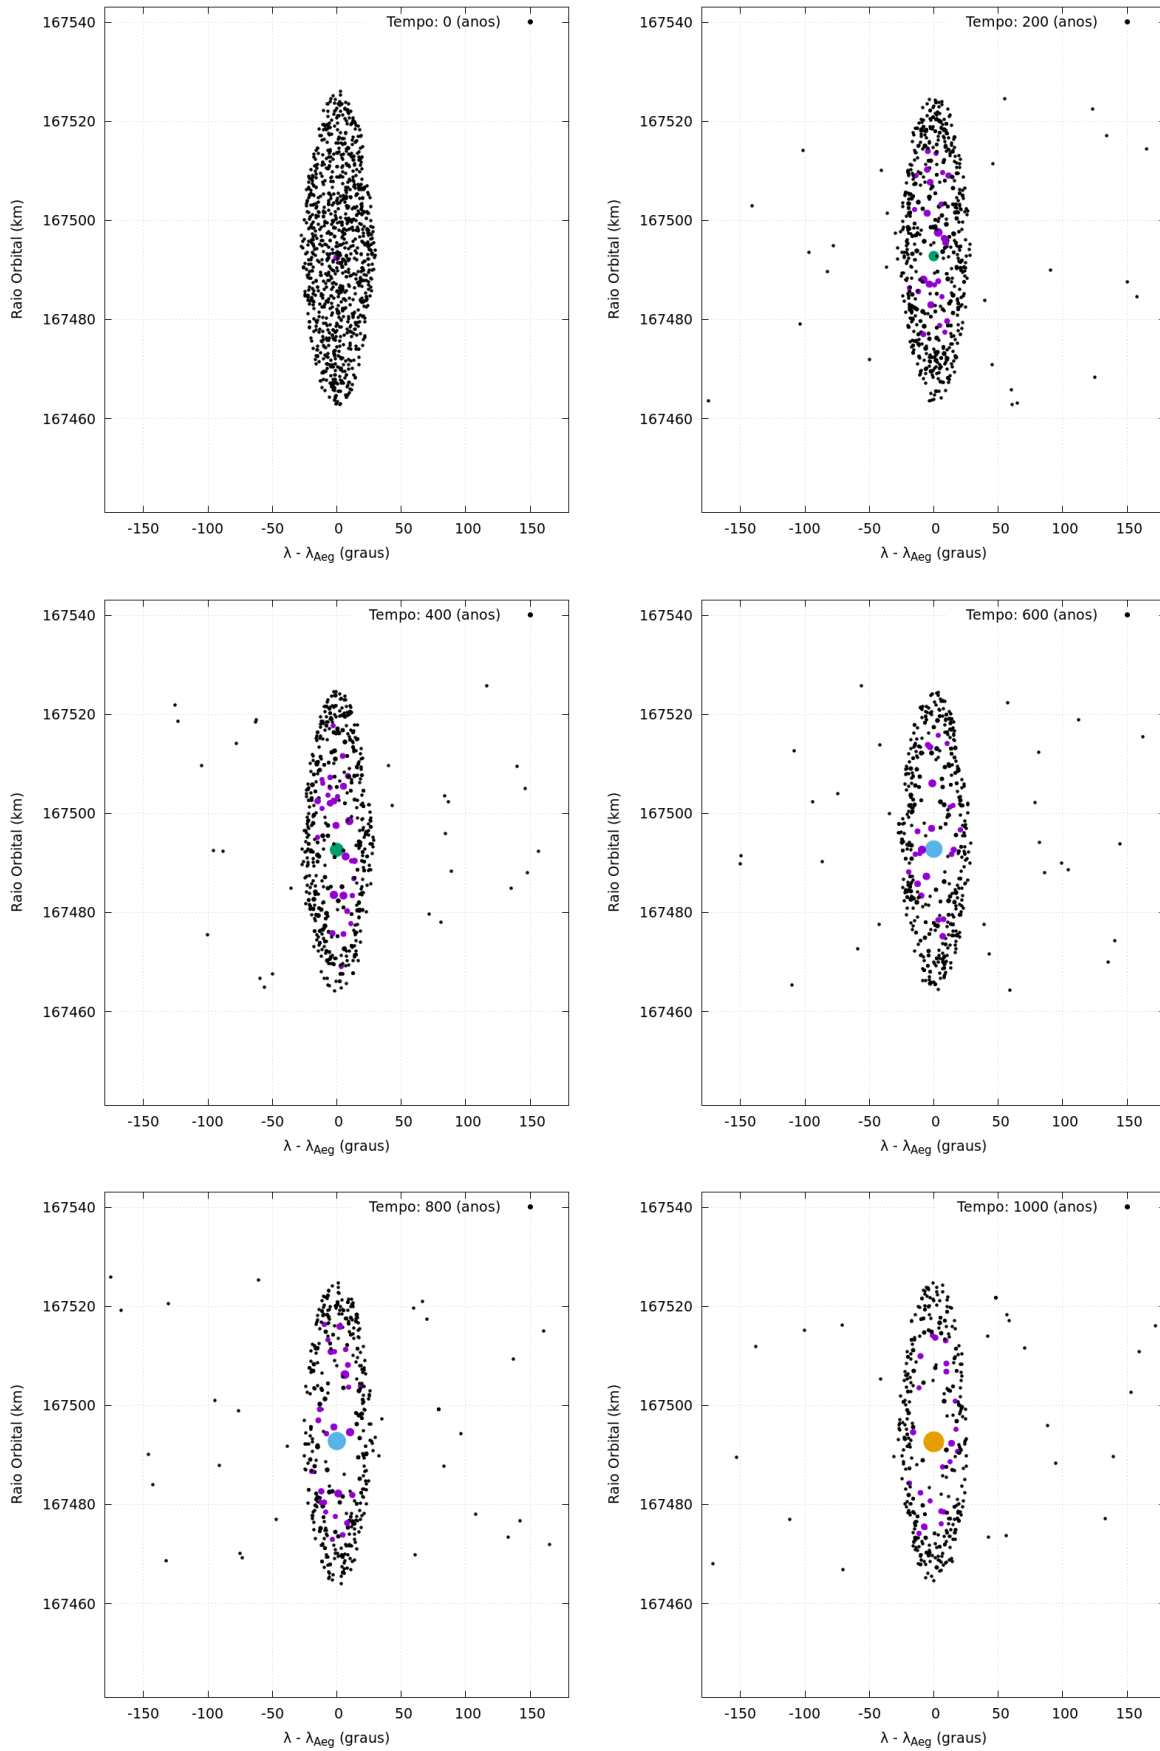 Tempo: 0 (anos)
167540
167520
167500
167480
167460
Raio Orbital (km)
-150 -100 -50 0 50 100 150
λ - λAeg (graus)
Tempo: 200 (anos)
167540
167520
167500
167480
167460
Raio Orbital (km)
-150 -100 -50 0 50 100 150
λ - λAeg (graus)
Tempo: 400 (anos)
167540
167520
167500
167480
167460
Raio Orbital (km)
-150 -100 -50 0 50 100 150
λ - λAeg (graus)
Tempo: 600 (anos)
167540
167520
167500
167480
167460
Raio Orbital (km)
-150 -100 -50 0 50 100 150
λ - λAeg (graus)
Tempo: 800 (anos)
167540
167520
167500
167480
167460
Raio Orbital (km)
-150 -100 -50 0 50 100 150
λ - λAeg (graus)
Tempo: 1000 (anos)
167540
167520
167500
167480
167460
Raio Orbital (km)
-150 -100 -50 0 50 100 150
λ - λAeg (graus)